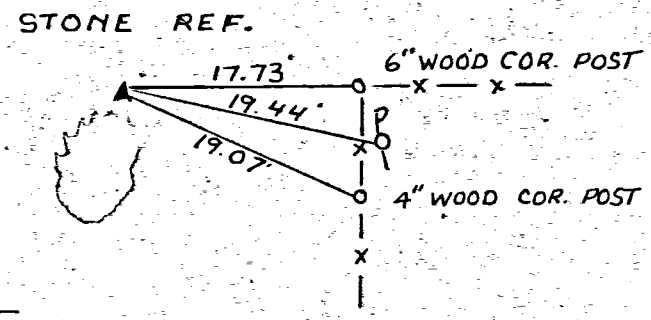 STONE REF.
17.73'
6" WOOD COR. POST
x x
19.44'
P
x
19.07'
4" WOOD COR. POST
x